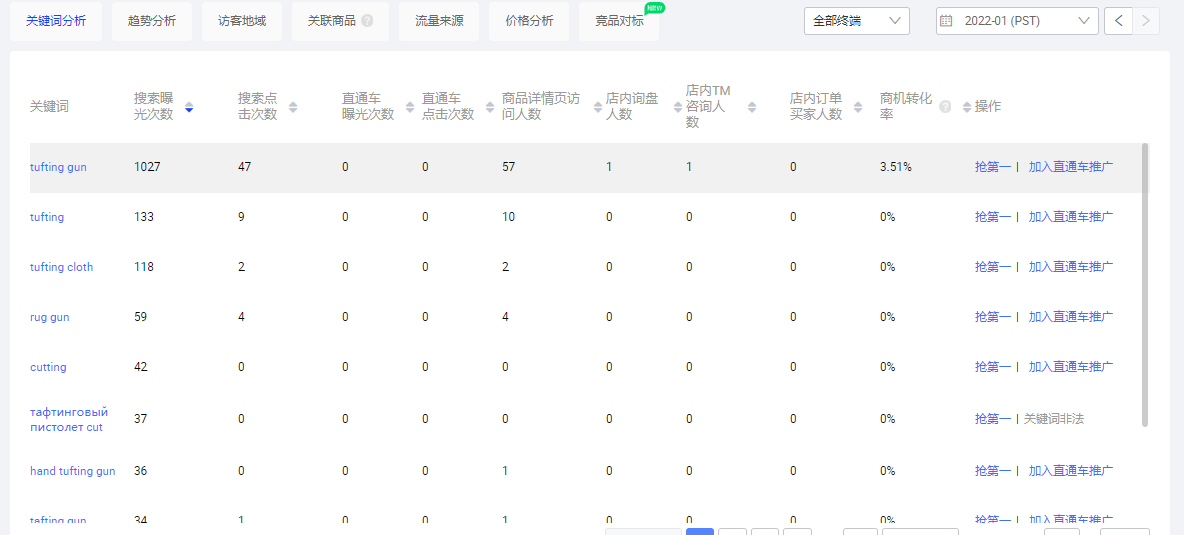 关键词分析 趋势分析 访客地域 关联商品 ? 流量来源 价格分析 竞品对标 NEW 全部终端 2022-01 (PST)
关键词 搜索曝光次数 搜索点击次数 直通车曝光次数 直通车点击次数 商品详情页访问人数 店内询盘人数 店内TM咨询人数 店内订单买家人数 商机转化率 ? 操作
tufting gun 1027 47 0 0 57 1 1 0 3.51% 抢第一 | 加入直通车推广
tufting 133 9 0 0 10 0 0 0 0% 抢第一 | 加入直通车推广
tufting cloth 118 2 0 0 2 0 0 0 0% 抢第一 | 加入直通车推广
rug gun 59 4 0 0 4 0 0 0 0% 抢第一 | 加入直通车推广
cutting 42 0 0 0 0 0 0 0 0% 抢第一 | 加入直通车推广
тафтинговый пистолет cut 37 0 0 0 0 0 0 0 0% 抢第一 | 关键词非法
hand tufting gun 36 0 0 0 1 0 0 0 0% 抢第一 | 加入直通车推广
tafting gun 34 1 0 0 1 0 0 0 0% 抢第一 | 加入直通车推广